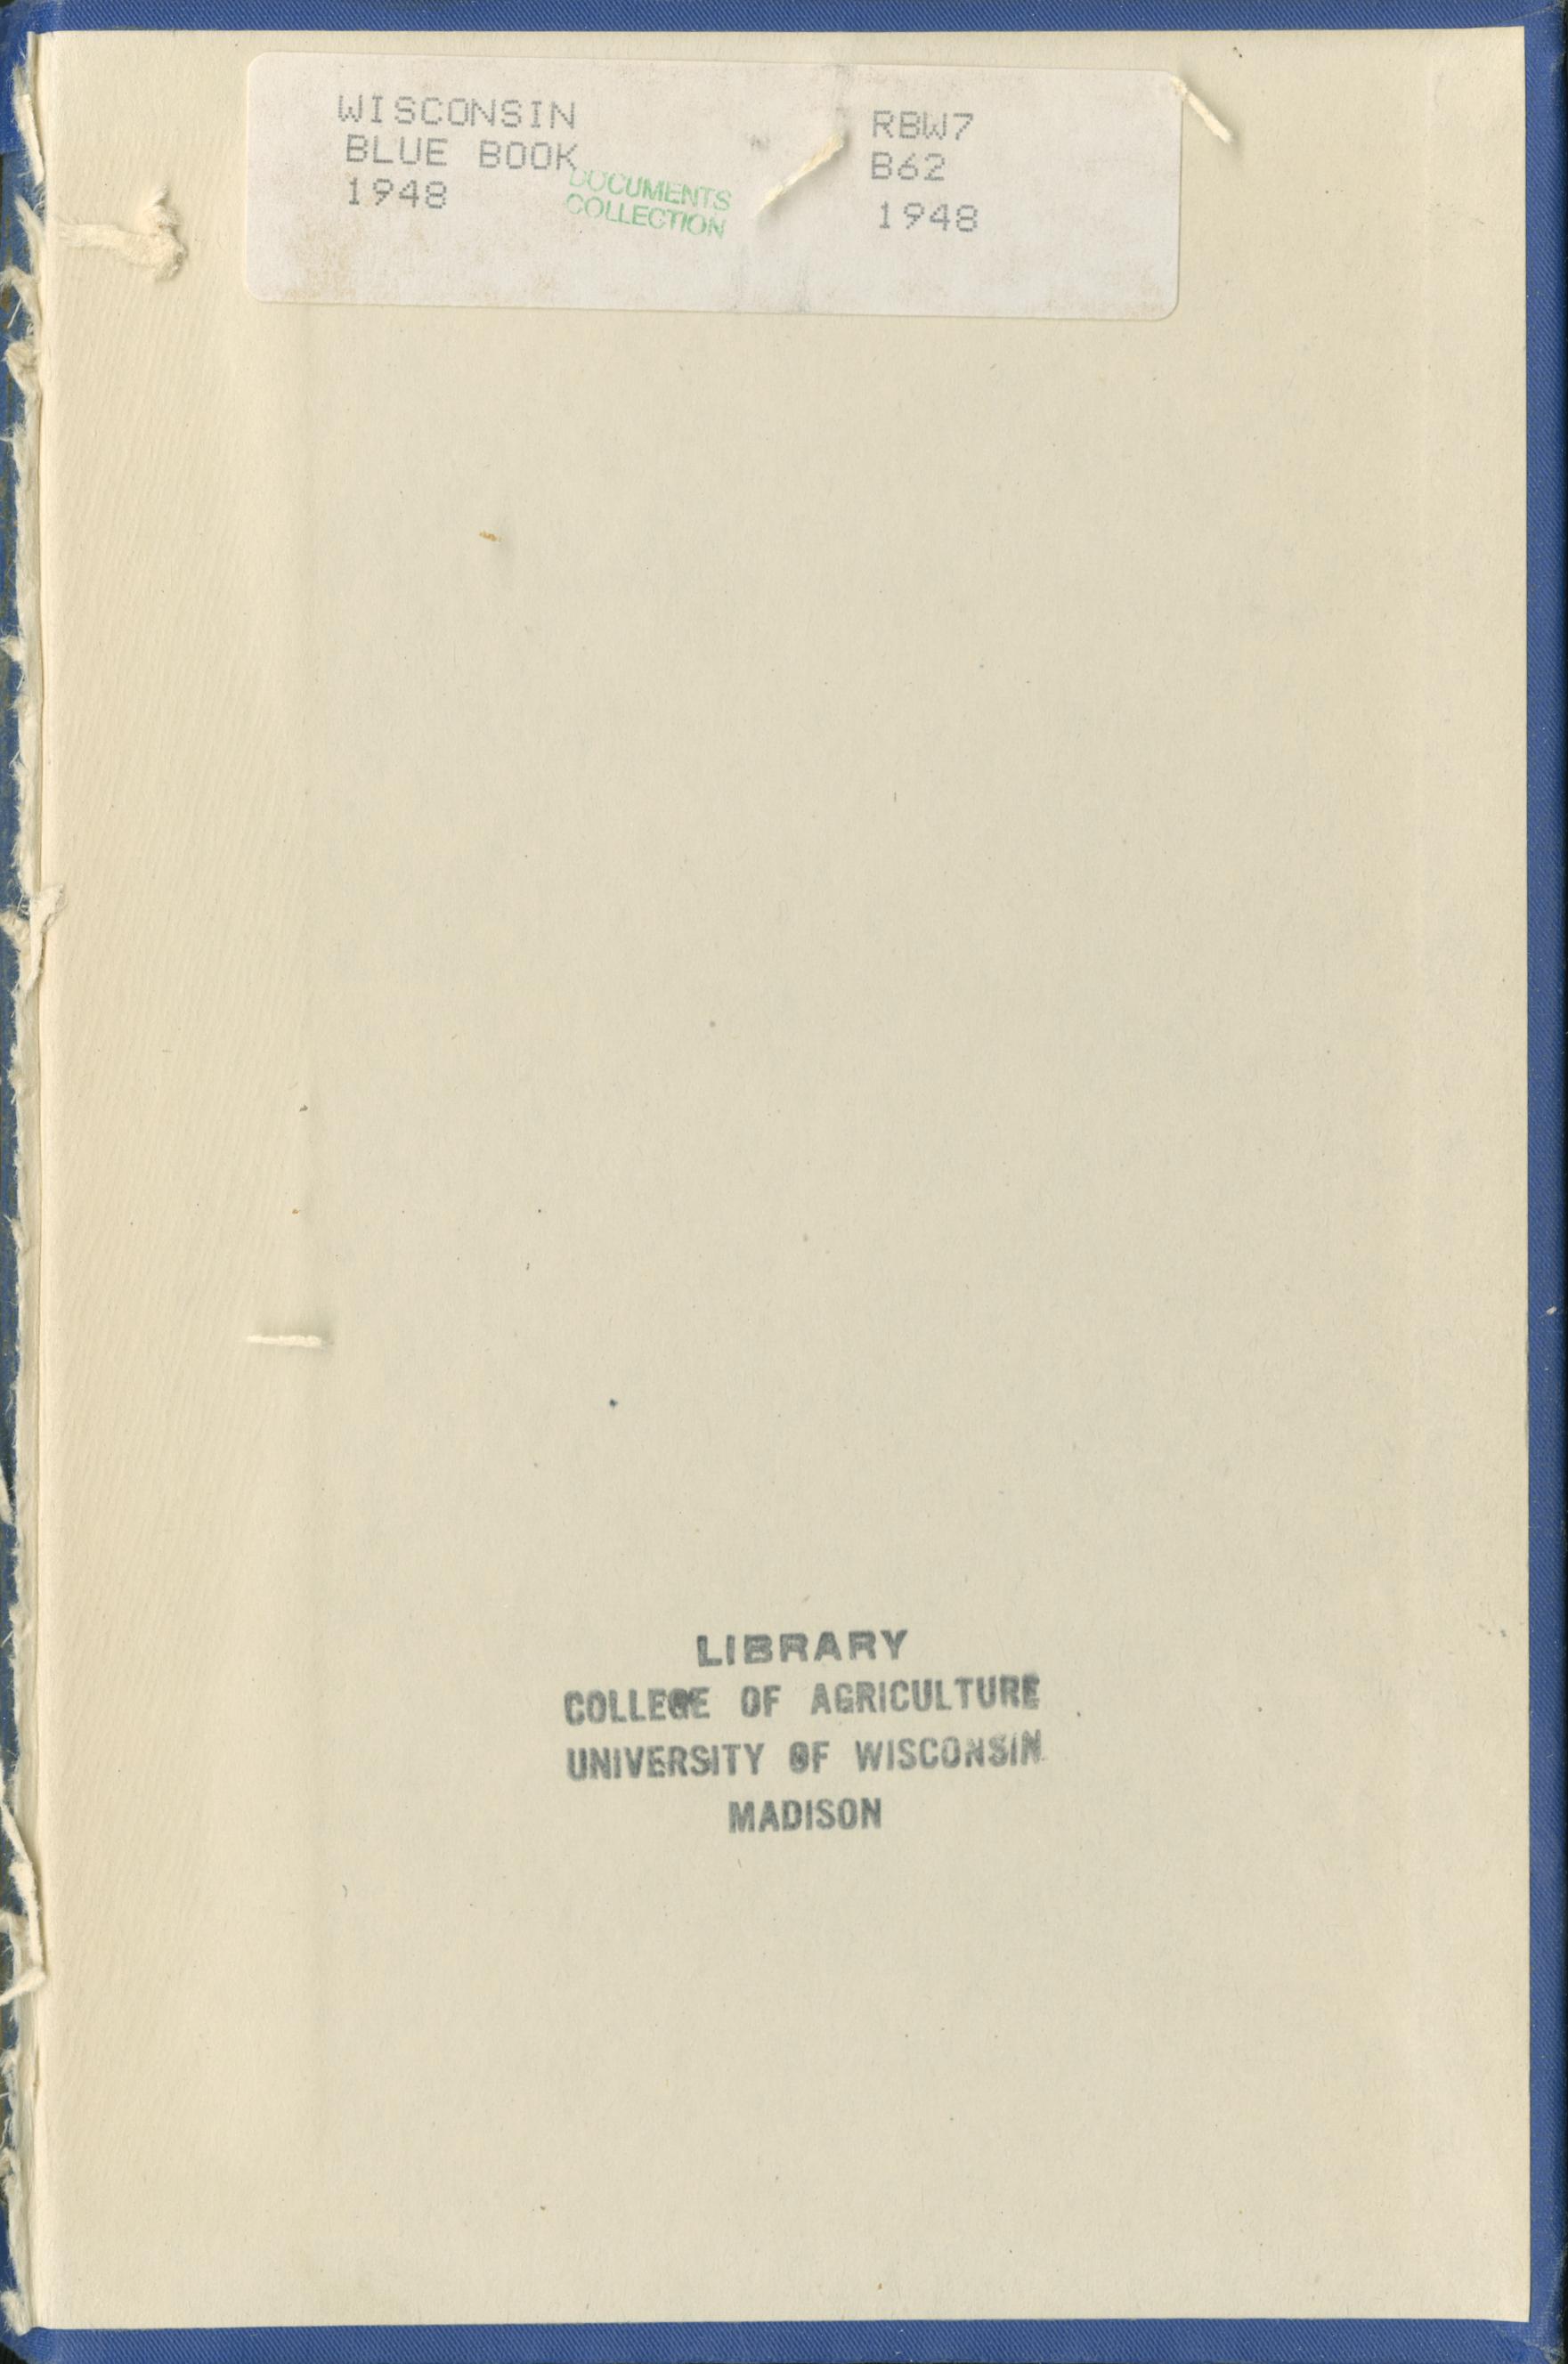 WISCONSIN
BLUE BOOK
1948
DOCUMENTS
COLLECTION
RBW7
B62
1948
LIBRARY
COLLEGE OF AGRICULTURE
UNIVERSITY OF WISCONSIN
MADISON